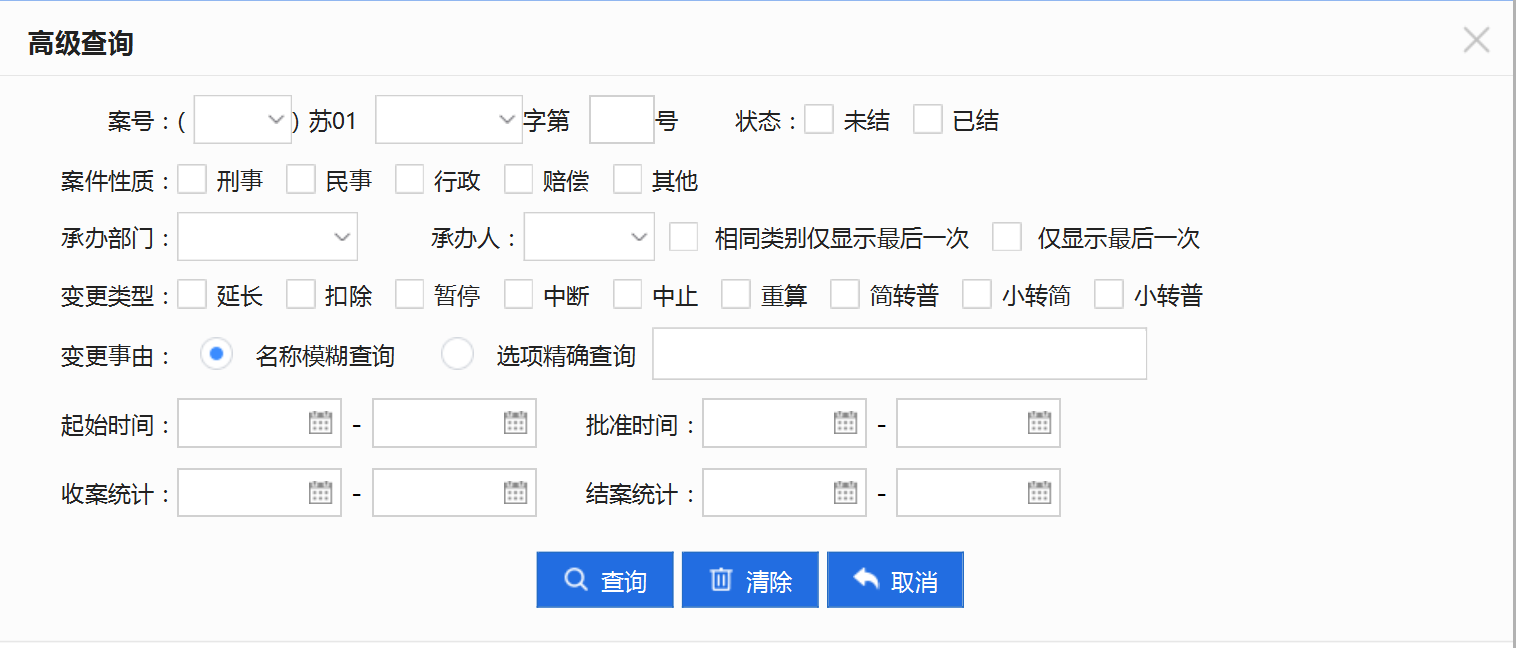 高级查询
案号：( ) 苏01 字第 号 状态： 未结 已结
案件性质： 刑事 民事 行政 赔偿 其他
承办部门： 承办人： 相同类别仅显示最后一次 仅显示最后一次
变更类型： 延长 扣除 暂停 中断 中止 重算 简转普 小转简 小转普
变更事由： 名称模糊查询 选项精确查询
起始时间： - 批准时间： -
收案统计： - 结案统计： -
查询 清除 取消